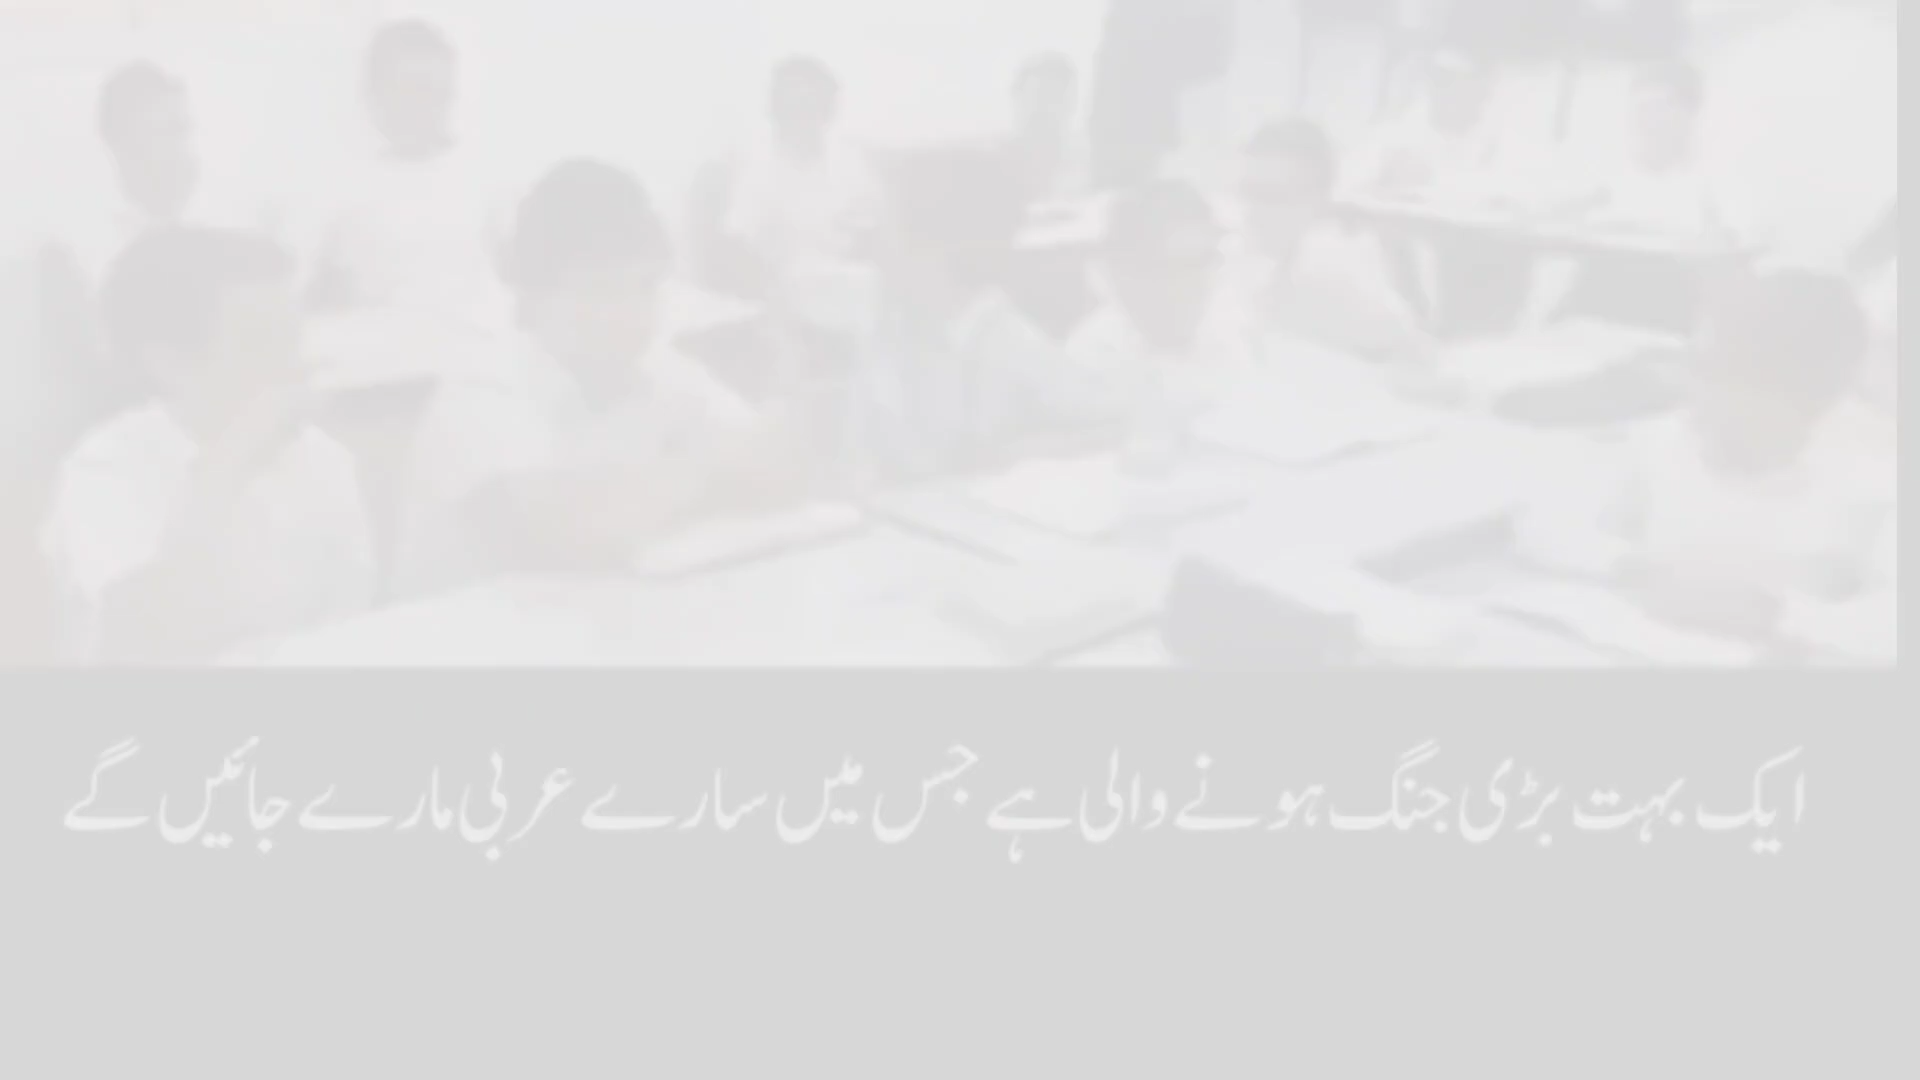 ایک بہت بڑی جنگ ہونے والی ہے جس میں سارے عربی مارے جائیں گے